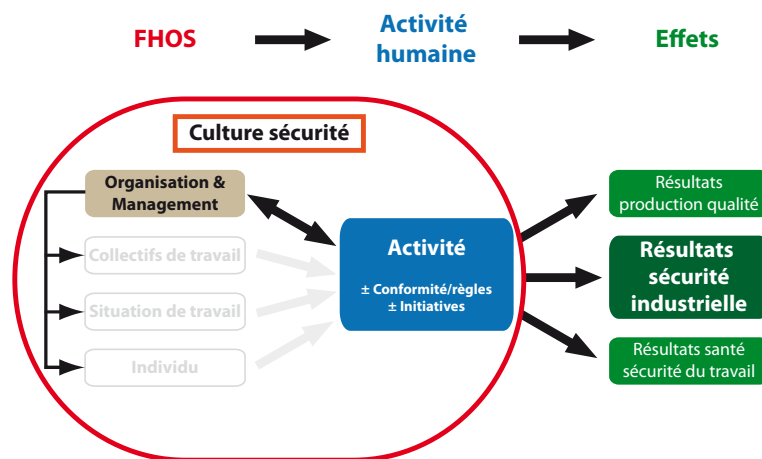 FHOS
Activité
humaine
Effets
Culture sécurité
Organisation &
Management
Collectifs de travail
Situation de travail
Individu
Activité
± Conformité/règles
± Initiatives
Résultats
production qualité
Résultats
sécurité
industrielle
Résultats santé
sécurité du travail